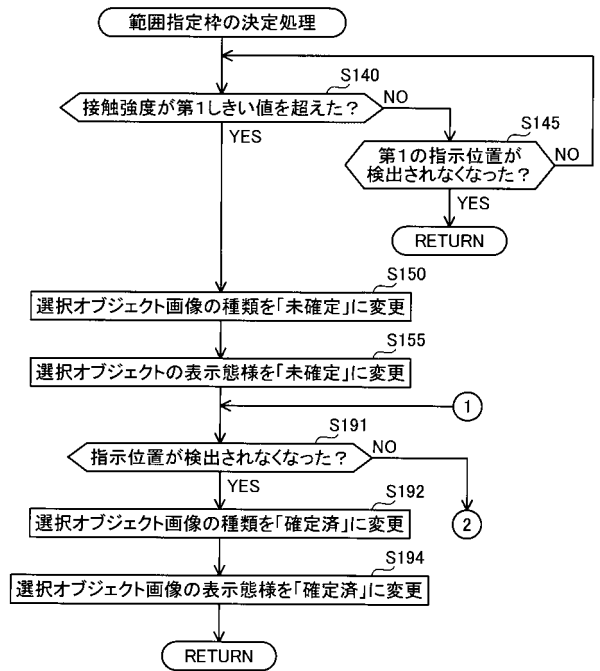 範囲指定枠の決定処理
S140
接触強度が第1しきい値を超えた?
NO
YES
S145
第1の指示位置が
検出されなくなった?
NO
YES
RETURN
S150
選択オブジェクト画像の種類を「未確定」に変更
S155
選択オブジェクトの表示態様を「未確定」に変更
1
S191
指示位置が検出されなくなった?
NO
YES
2
S192
選択オブジェクト画像の種類を「確定済」に変更
S194
選択オブジェクト画像の表示態様を「確定済」に変更
RETURN